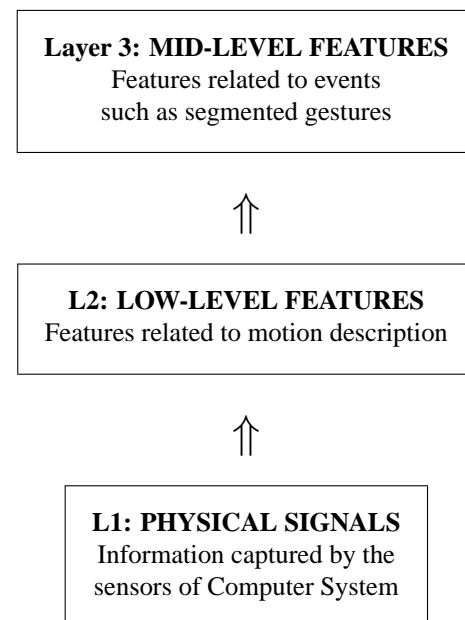 Layer 3: MID-LEVEL FEATURES
Features related to events
such as segmented gestures
⇑
L2: LOW-LEVEL FEATURES
Features related to motion description
⇑
L1: PHYSICAL SIGNALS
Information captured by the
sensors of Computer System